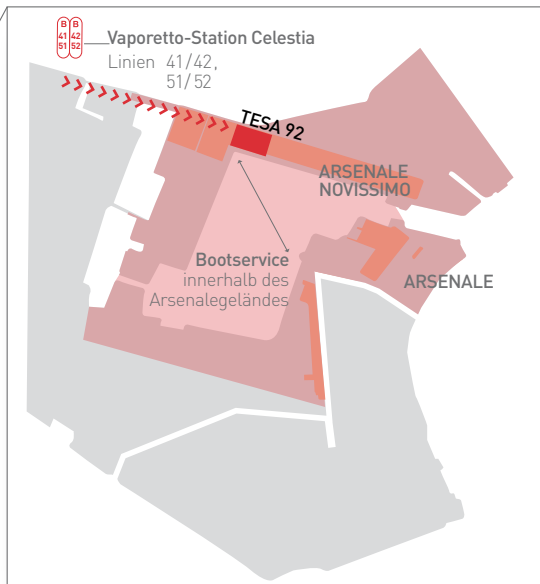 B B
41 42
51 52
Vaporetto-Station Celestia
Linien 41/42,
51/52
TESA 92
ARSENALE
NOVISSIMO
Bootservice
innerhalb des
Arsenalegeländes
ARSENALE